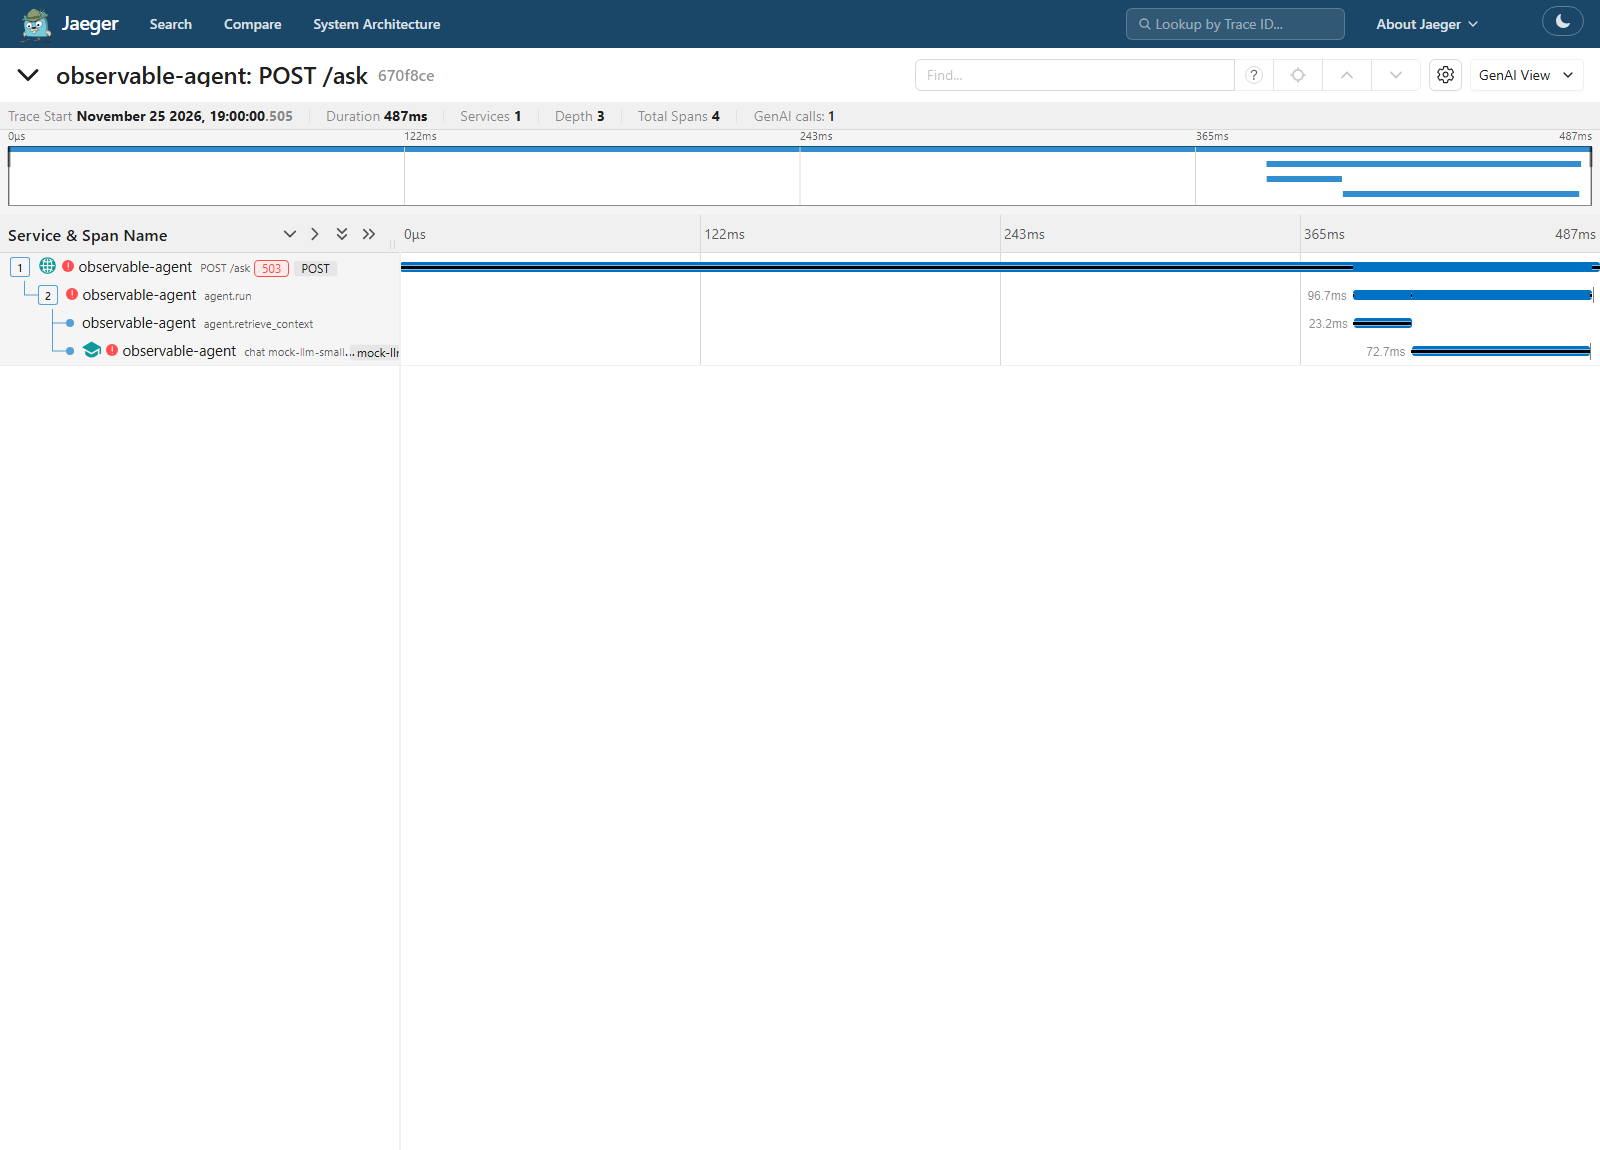 Jaeger Search Compare System Architecture Lookup by Trace ID... About Jaeger
observable-agent: POST /ask 670f8ce Find... ? GenAI View
Trace Start November 25 2026, 19:00:00.505 Duration 487ms Services 1 Depth 3 Total Spans 4 GenAI calls: 1
0µs 122ms 243ms 365ms 487ms
Service & Span Name 0µs 122ms 243ms 365ms 487ms
1 observable-agent POST /ask 503 POST
2 observable-agent agent.run 96.7ms
observable-agent agent.retrieve_context 23.2ms
observable-agent chat mock-llm-small... mock-llm 72.7ms